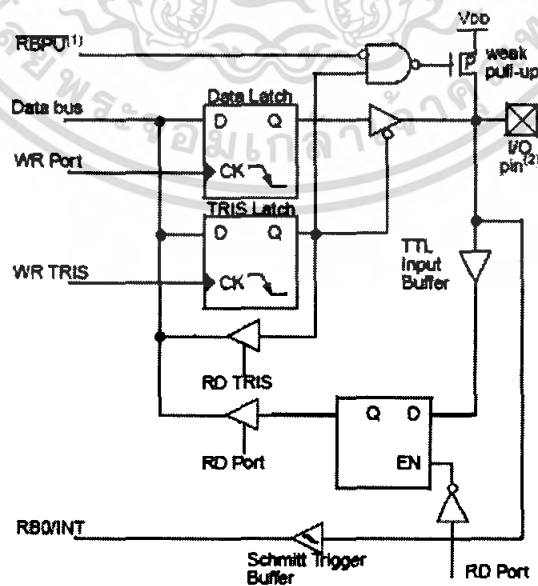 VDD
RBPU(1)
P
weak
pull-up
Data bus
Data Latch
D Q
I/O
pin(2)
WR Port
CK
TRIS Latch
D Q
TTL
Input
Buffer
WR TRIS
CK
RD TRIS
Q D
RD Port
EN
RB0/INT
Schmitt Trigger
Buffer
RD Port